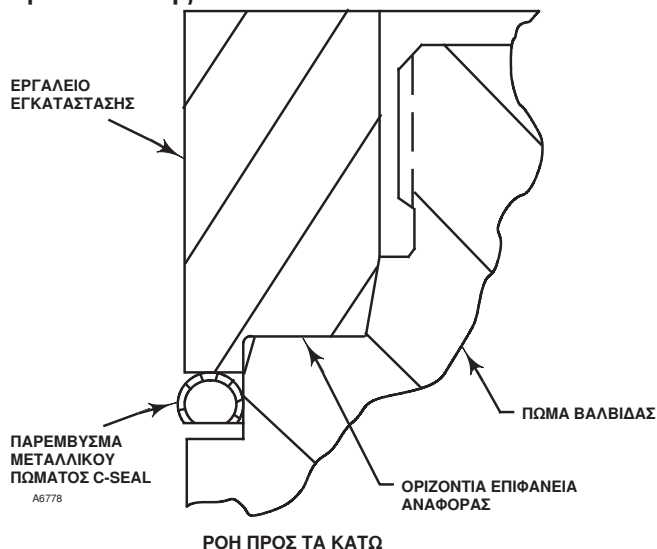 ΕΡΓΑΛΕΙΟ
ΕΓΚΑΤΑΣΤΑΣΗΣ
ΠΩΜΑ ΒΑΛΒΙΔΑΣ
ΠΑΡΕΜΒΥΣΜΑ
ΜΕΤΑΛΛΙΚΟΥ
ΠΩΜΑΤΟΣ C-SEAL
A6778
ΟΡΙΖΟΝΤΙΑ ΕΠΙΦΑΝΕΙΑ
ΑΝΑΦΟΡΑΣ
ΡΟΗ ΠΡΟΣ ΤΑ ΚΑΤΩ